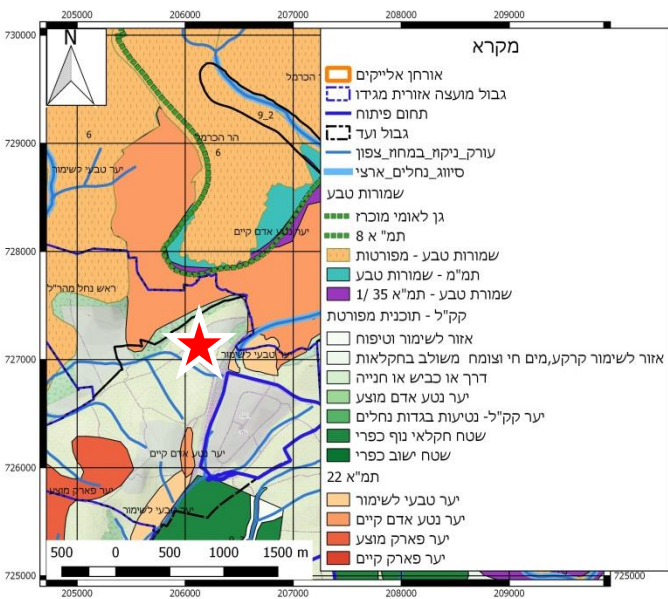 205000 206000 207000 208000 209000
730000
729000
728000
727000
726000
725000
N
הר הכרמל
9_2
6
הר הכרמל
6
יער טבעי לשימור
יער נטע אדם קיים
ראש נחל מהר"ל
יער טבעי לשימור
יער נטע אדם קיים
יער פארק מוצע
יער טבעי לשימור
500 0 500 1000 1500 m
205000 206000 207000 208000 209000
725000
מקרא
אורחן אלייקים
גבול מועצה אזורית מגידו
תחום פיתוח
גבול ועד
עורק_ניקוז_במחוז_צפון
סיווג_נחלים_ארצי
שמורות טבע
גן לאומי מוכרז
תמ"א 8
שמורות טבע - מפורטות
תמ"מ - שמורות טבע
שמורת טבע - תמ"א 35 /1
קק"ל - תוכנית מפורטת
אזור לשימור וטיפוח
אזור לשימור קרקע,מים חי וצומח  משולב בחקלאות
דרך או כביש או חנייה
יער נטע אדם מוצע
יער קק"ל- נטיעות בגדות נחלים
שטח חקלאי נוף כפרי
שטח ישוב כפרי
תמ"א 22
יער טבעי לשימור
יער נטע אדם קיים
יער פארק מוצע
יער פארק קיים